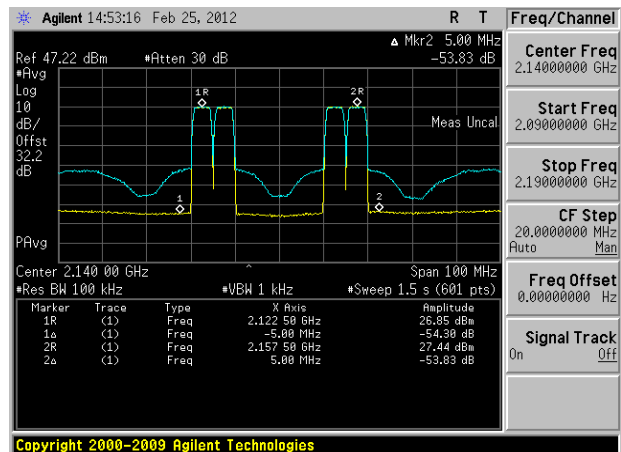 Agilent 14:53:16 Feb 25, 2012 R T Freq/Channel
Δ Mkr2 5.00 MHz
Ref 47.22 dBm #Atten 30 dB -53.83 dB
#Avg
Log
10
dB/
Offst
32.2
dB
PAvg
1R
2R
Meas Uncal
1
2
Center 2.140 00 GHz Span 100 MHz
#Res BW 100 kHz #VBW 1 kHz #Sweep 1.5 s (601 pts)
Marker Trace Type X Axis Amplitude
1R (1) Freq 2.122 50 GHz 26.85 dBm
1Δ (1) Freq -5.00 MHz -54.30 dB
2R (1) Freq 2.157 50 GHz 27.44 dBm
2Δ (1) Freq 5.00 MHz -53.83 dB
Center Freq
2.14000000 GHz
Start Freq
2.09000000 GHz
Stop Freq
2.19000000 GHz
CF Step
20.0000000 MHz
Auto Man
Freq Offset
0.00000000 Hz
Signal Track
On Off
Copyright 2000-2009 Agilent Technologies